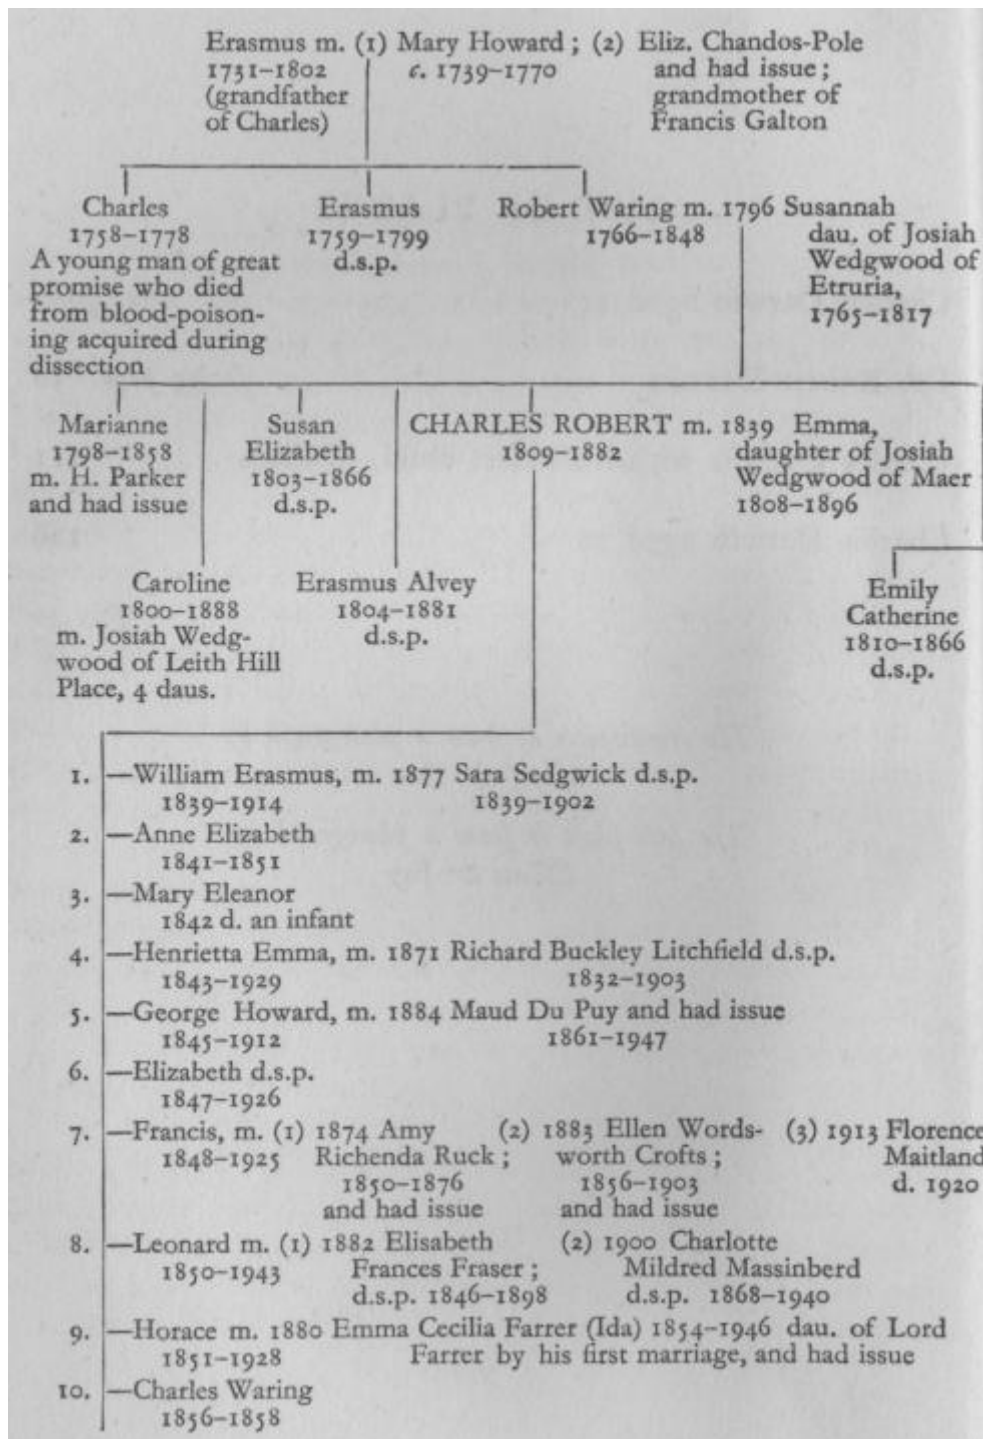 Erasmus m. (1) Mary Howard; (2) Eliz. Chandos-Pole
1731–1802 c. 1739–1770 and had issue;
(grandfather grandmother of
of Charles) Francis Galton
Charles Erasmus Robert Waring m. 1796 Susannah
1758–1778 1759–1799 1766–1848 dau. of Josiah
A young man of great d.s.p. Wedgwood of
promise who died Etruria,
from blood-poison- 1765–1817
ing acquired during
dissection
Marianne Susan CHARLES ROBERT m. 1839 Emma,
1798–1858 Elizabeth 1809–1882 daughter of Josiah
m. H. Parker 1803–1866 Wedgwood of Maer
and had issue d.s.p. 1808–1896
Caroline Erasmus Alvey Emily
1800–1888 1804–1881 Catherine
m. Josiah Wedg- d.s.p. 1810–1866
wood of Leith Hill d.s.p.
Place, 4 daus.
1. —William Erasmus, m. 1877 Sara Sedgwick d.s.p.
1839–1914 1839–1902
2. —Anne Elizabeth
1841–1851
3. —Mary Eleanor
1842 d. an infant
4. —Henrietta Emma, m. 1871 Richard Buckley Litchfield d.s.p.
1843–1929 1832–1903
5. —George Howard, m. 1884 Maud Du Puy and had issue
1845–1912 1861–1947
6. —Elizabeth d.s.p.
1847–1926
7. —Francis, m. (1) 1874 Amy (2) 1883 Ellen Words- (3) 1913 Florence
1848–1925 Richenda Ruck; worth Crofts; Maitland
1850–1876 1856–1903 d. 1920
and had issue and had issue
8. —Leonard m. (1) 1882 Elisabeth (2) 1900 Charlotte
1850–1943 Frances Fraser; Mildred Massinberd
d.s.p. 1846–1898 d.s.p. 1868–1940
9. —Horace m. 1880 Emma Cecilia Farrer (Ida) 1854–1946 dau. of Lord
1851–1928 Farrer by his first marriage, and had issue
10. —Charles Waring
1856–1858